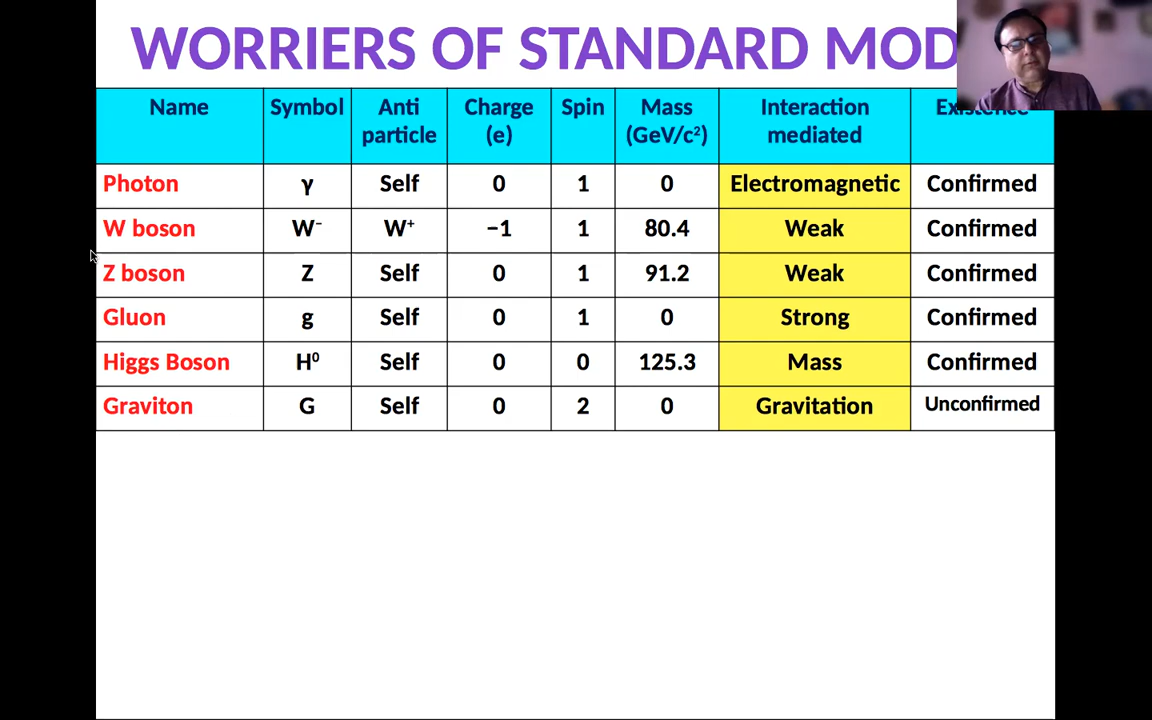 WORRIERS OF STANDARD MOD
Name Symbol Anti particle Charge (e) Spin Mass (GeV/c²) Interaction mediated Existence
Photon γ Self 0 1 0 Electromagnetic Confirmed
W boson W⁻ W⁺ −1 1 80.4 Weak Confirmed
Z boson Z Self 0 1 91.2 Weak Confirmed
Gluon g Self 0 1 0 Strong Confirmed
Higgs Boson H⁰ Self 0 0 125.3 Mass Confirmed
Graviton G Self 0 2 0 Gravitation Unconfirmed